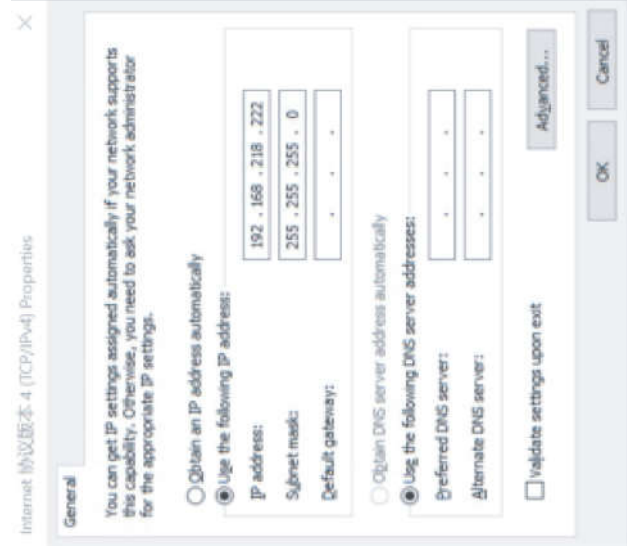 Internet 协议版本 4 (TCP/IPv4) Properties
General
You can get IP settings assigned automatically if your network supports
this capability. Otherwise, you need to ask your network administrator
for the appropriate IP settings.
Obtain an IP address automatically
Use the following IP address:
IP address: 192 . 168 . 218 . 222
Subnet mask: 255 . 255 . 255 . 0
Default gateway: . . .
Obtain DNS server address automatically
Use the following DNS server addresses:
Preferred DNS server: . . .
Alternate DNS server: . . .
Validate settings upon exit
Advanced...
OK
Cancel